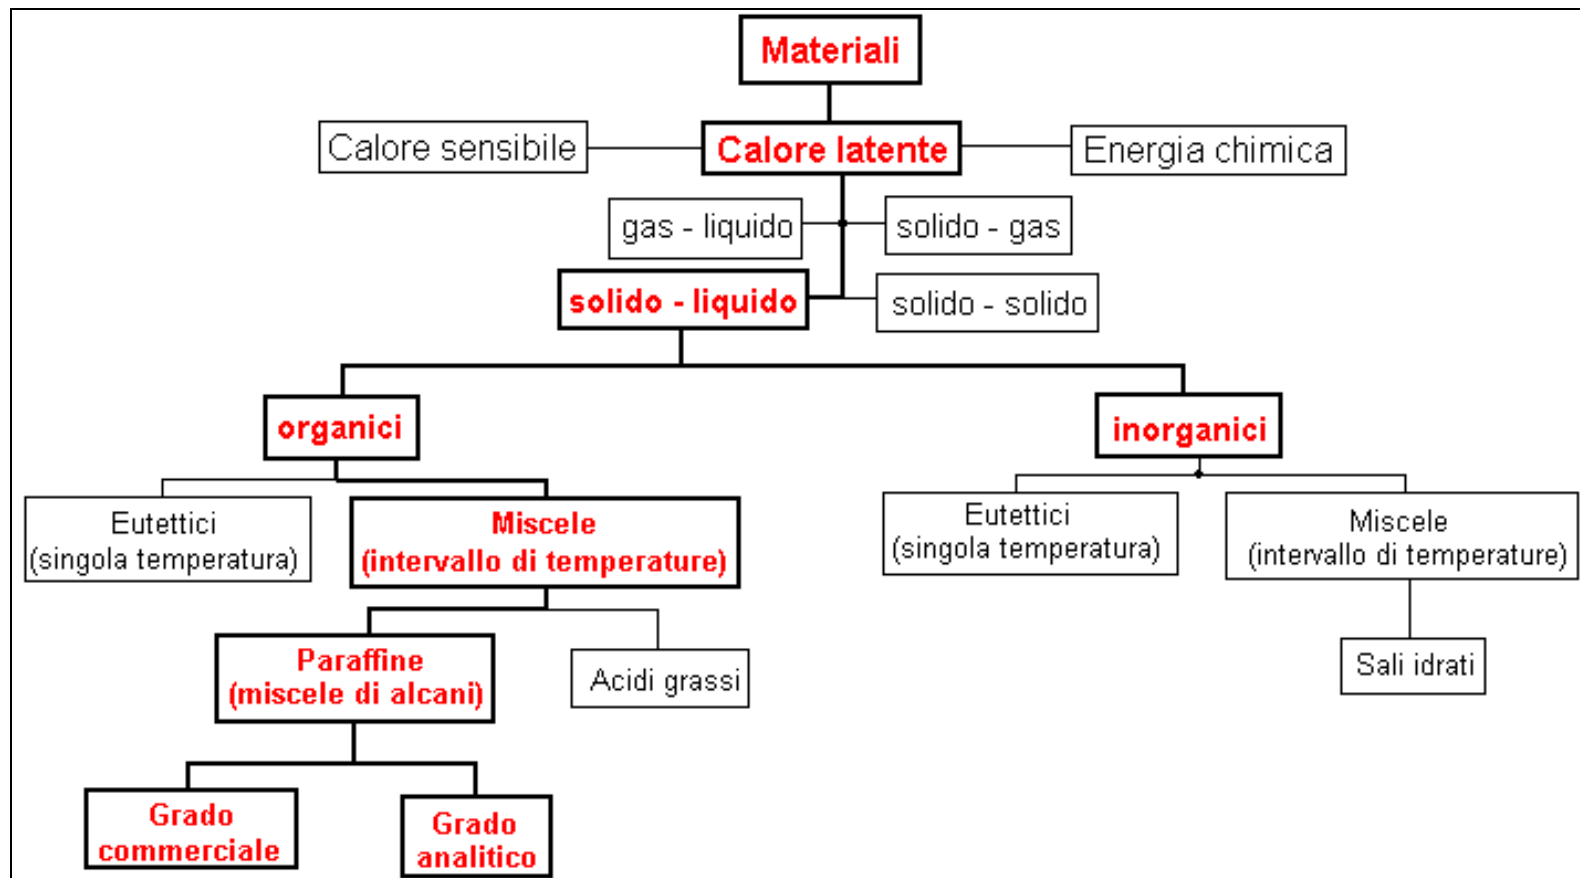 Materiali
Calore sensibile
Calore latente
Energia chimica
gas - liquido
solido - gas
solido - liquido
solido - solido
organici
inorganici
Eutettici
(singola temperatura)
Miscele
(intervallo di temperature)
Eutettici
(singola temperatura)
Miscele
(intervallo di temperature)
Paraffine
(miscele di alcani)
Acidi grassi
Sali idrati
Grado
commerciale
Grado
analitico